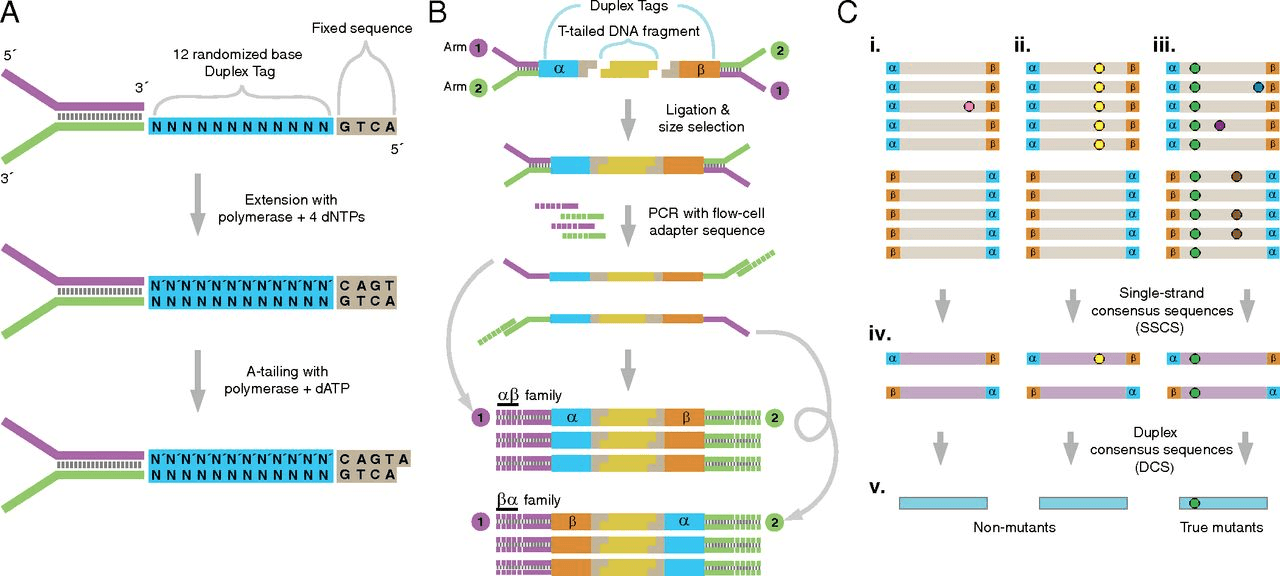 A
Fixed sequence
5´
12 randomized base
Duplex Tag
3´
N N N N N N N N N N N N G T C A
5´
3´
Extension with
polymerase + 4 dNTPs
N´N´N´N´N´N´N´N´N´N´N´N´ C A G T
N N N N N N N N N N N N G T C A
A-tailing with
polymerase + dATP
N´N´N´N´N´N´N´N´N´N´N´N´ C A G T A
N N N N N N N N N N N N G T C A
B
Duplex Tags
T-tailed DNA fragment
Arm 1
2
α
β
Arm 2
1
Ligation &
size selection
PCR with flow-cell
adapter sequence
αβ family
1 α β 2
βα family
1 β α 2
C
i.
ii.
iii.
α β α β α β
α β α β α β
α β α β α β
α β α β α β
α β α β α β
β α β α β α
β α β α β α
β α β α β α
β α β α β α
β α β α β α
Single-strand
consensus sequences
(SSCS)
iv.
α β α β α β
β α β α β α
Duplex
consensus sequences
(DCS)
v.
Non-mutants
True mutants